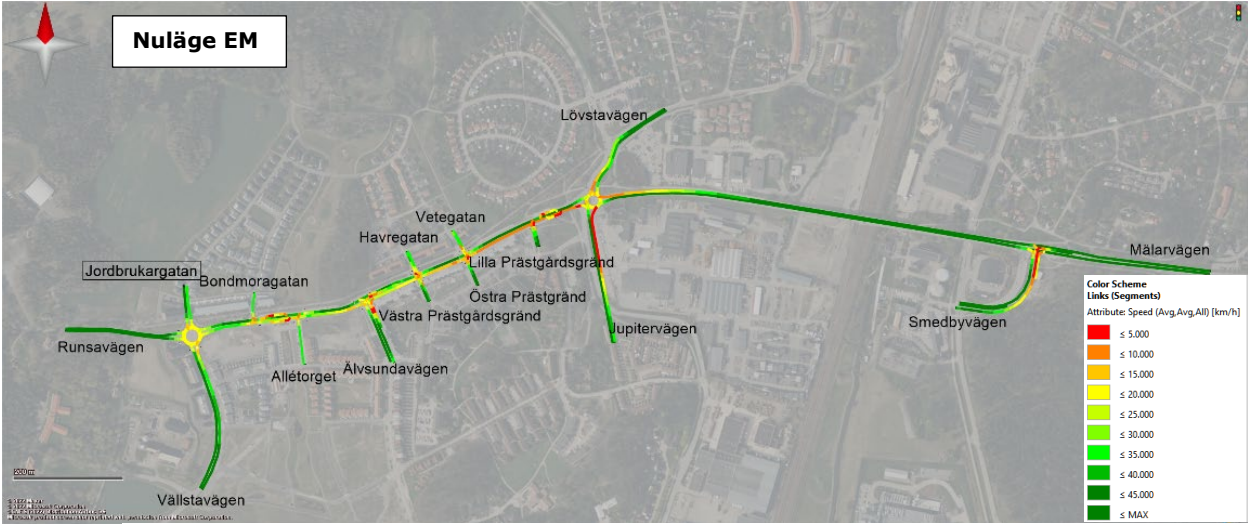 Nuläge EM
Lövstavägen
Vetegatan
Havregatan
Mälarvägen
Lilla Prästgårdsgränd
Jordbrukargatan
Bondmoragatan
Östra Prästgränd
Västra Prästgårdsgränd
Smedbyvägen
Jupitervägen
Runsavägen
Allétorget
Älvsundavägen
Vällstavägen
200 m
Color Scheme
Links (Segments)
Attribute: Speed (Avg,Avg,All) [km/h]
≤ 5.000
≤ 10.000
≤ 15.000
≤ 20.000
≤ 25.000
≤ 30.000
≤ 35.000
≤ 40.000
≤ 45.000
≤ MAX